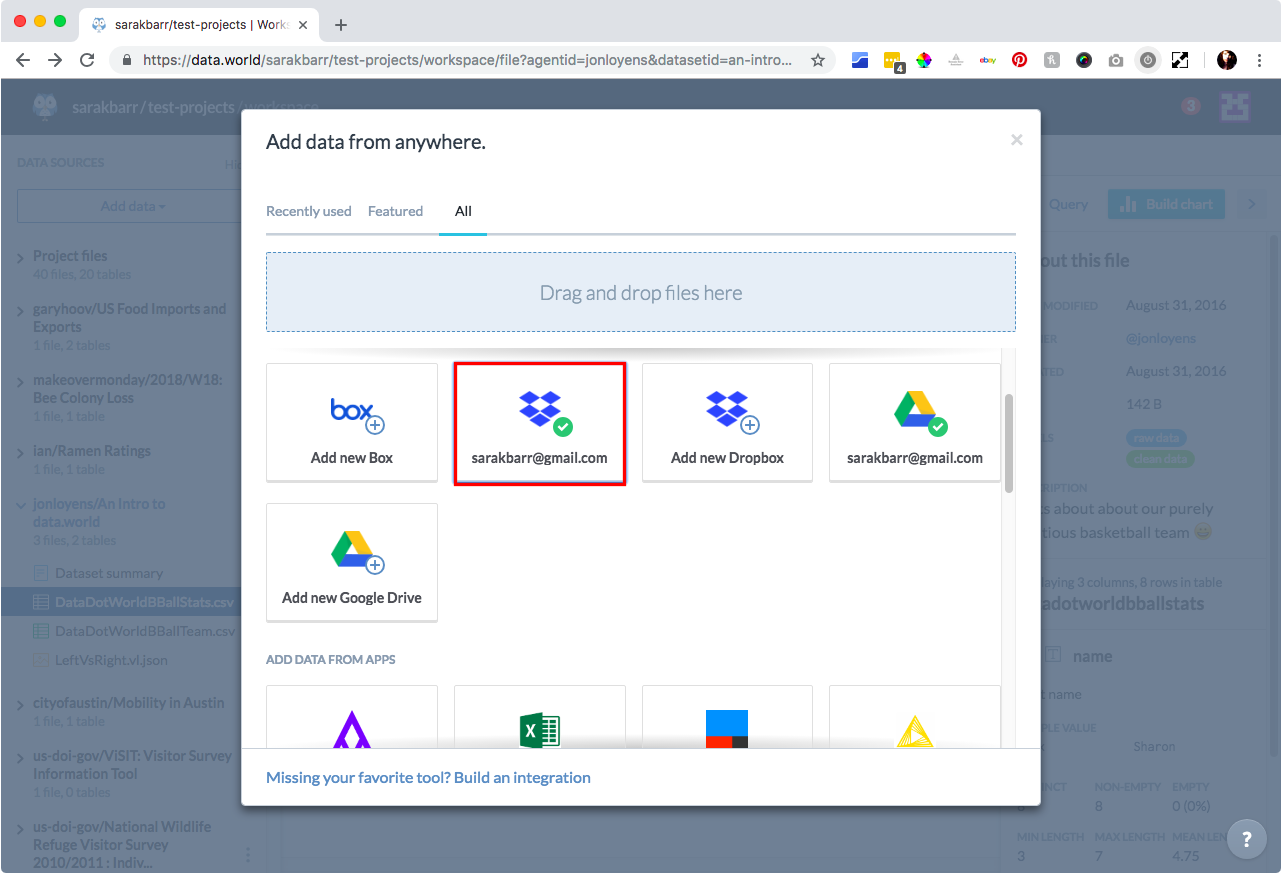 sarakbarr/test-projects | Works
https://data.world/sarakbarr/test-projects/workspace/file?agentid=jonloyens&datasetid=an-intro...
4
ebay
sarakbarr / test-projects / workspace
3
Add data from anywhere.
DATA SOURCES
Add data
Recently used
Featured
All
Query
Build chart
Project files
40 files, 20 tables
Drag and drop files here
out this file
garyhoov/US Food Imports and
Exports
1 file, 2 tables
MODIFIED
August 31, 2016
@jonloyens
makeovermonday/2018/W18:
Bee Colony Loss
1 file, 1 table
August 31, 2016
142 B
raw data
clean data
box
Add new Box
sarakbarr@gmail.com
Add new Dropbox
sarakbarr@gmail.com
ian/Ramen Ratings
1 file, 1 table
jonloyens/An Intro to
data.world
3 files, 2 tables
about about our purely
basketball team
Dataset summary
DataDotWorldBBallStats.csv
DataDotWorldBBallTeam.csv
LeftVsRight.vl.json
Add new Google Drive
3 columns, 8 rows in table
adotworldbballstats
name
ADD DATA FROM APPS
name
cityofaustin/Mobility in Austin
1 file, 1 table
Sharon
us-doi-gov/ViSIT: Visitor Survey
Information Tool
1 file, 0 tables
Missing your favorite tool? Build an integration
NON-EMPTY
EMPTY
8
0 (0%)
us-doi-gov/National Wildlife
Refuge Visitor Survey
2010/2011 : Indiv...
MIN LENGTH
MAX LENGTH
MEAN LEN
3
7
4.75
?